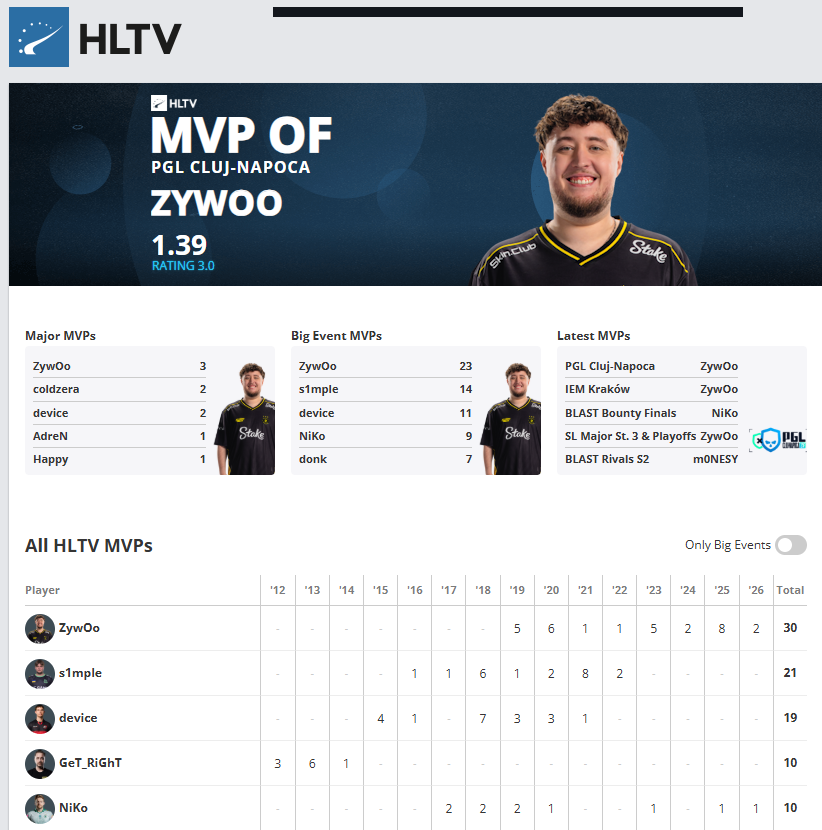 HLTV
HLTV
MVP OF
PGL CLUJ-NAPOCA
ZYWOO
1.39
RATING 3.0
Skin.Club
Stake
Major MVPs
ZywOo 3
coldzera 2
device 2
AdreN 1
Happy 1
Stake
Big Event MVPs
ZywOo 23
s1mple 14
device 11
NiKo 9
donk 7
Stake
Latest MVPs
PGL Cluj-Napoca ZywOo
IEM Kraków ZywOo
BLAST Bounty Finals NiKo
SL Major St. 3 & Playoffs ZywOo
BLAST Rivals S2 m0NESY
PGL
All HLTV MVPs
Only Big Events
Player '12 '13 '14 '15 '16 '17 '18 '19 '20 '21 '22 '23 '24 '25 '26 Total
ZywOo - - - - - - - 5 6 1 1 5 2 8 2 30
s1mple - - - - 1 1 6 1 2 8 2 - - - - 21
device - - - 4 1 - 7 3 3 1 - - - - - 19
GeT_RiGhT 3 6 1 - - - - - - - - - - - - 10
NiKo - - - - - 2 2 2 1 - - 1 - 1 1 10